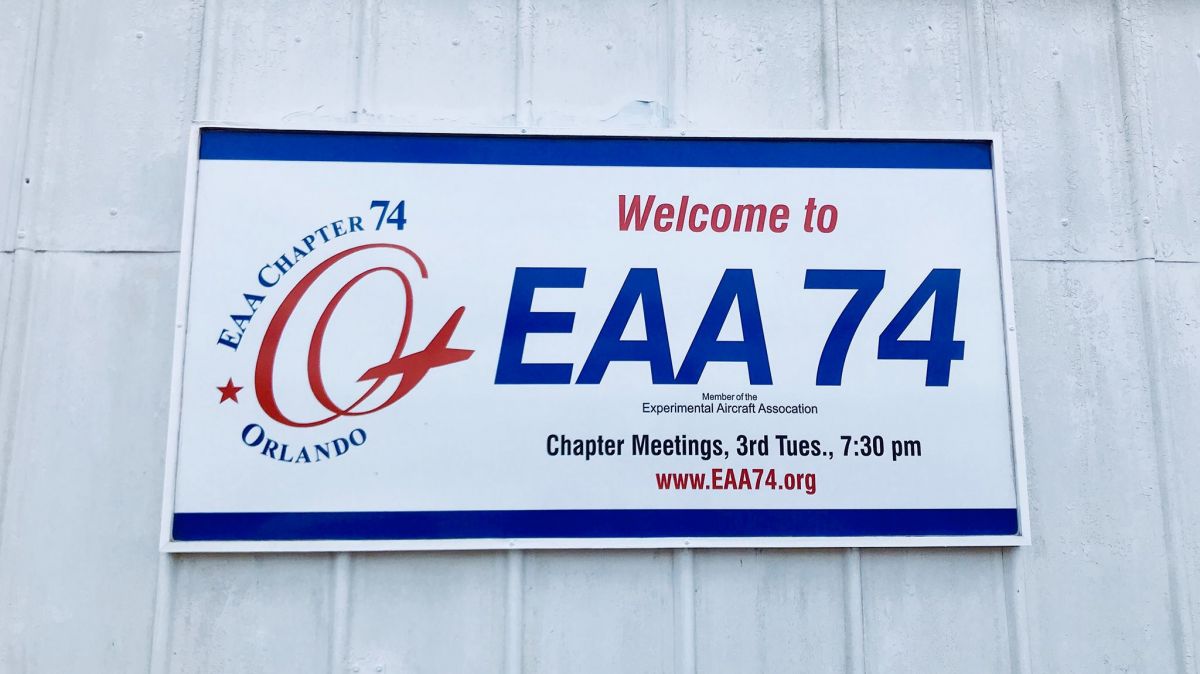 EAA CHAPTER 74
ORLANDO
Welcome to
EAA 74
Member of the
Experimental Aircraft Assocation
Chapter Meetings, 3rd Tues., 7:30 pm
www.EAA74.org